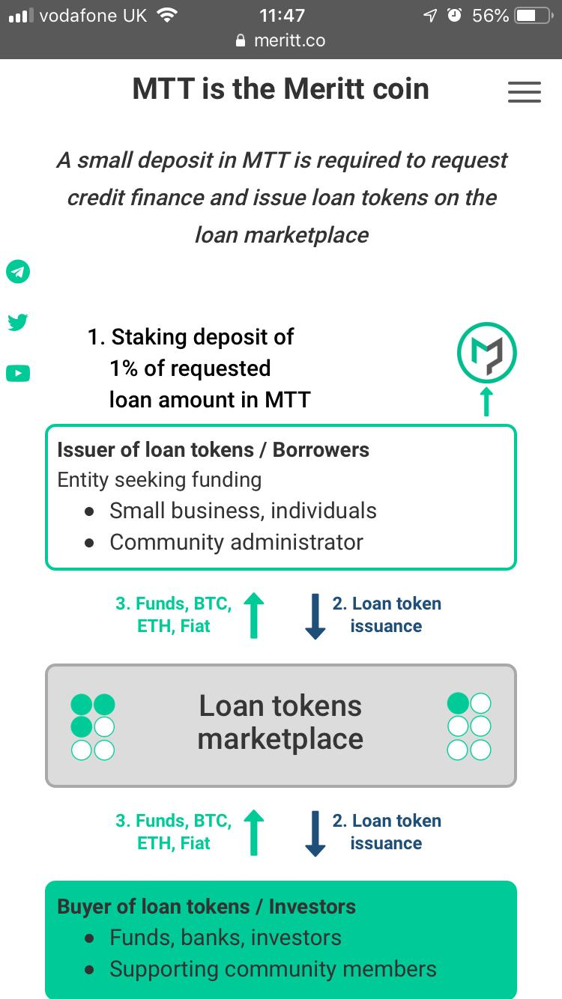 vodafone UK 11:47 56%
meritt.co
MTT is the Meritt coin
A small deposit in MTT is required to request
credit finance and issue loan tokens on the
loan marketplace
1. Staking deposit of
1% of requested
loan amount in MTT
Issuer of loan tokens / Borrowers
Entity seeking funding
• Small business, individuals
• Community administrator
3. Funds, BTC,
ETH, Fiat
2. Loan token
issuance
Loan tokens
marketplace
3. Funds, BTC,
ETH, Fiat
2. Loan token
issuance
Buyer of loan tokens / Investors
• Funds, banks, investors
• Supporting community members